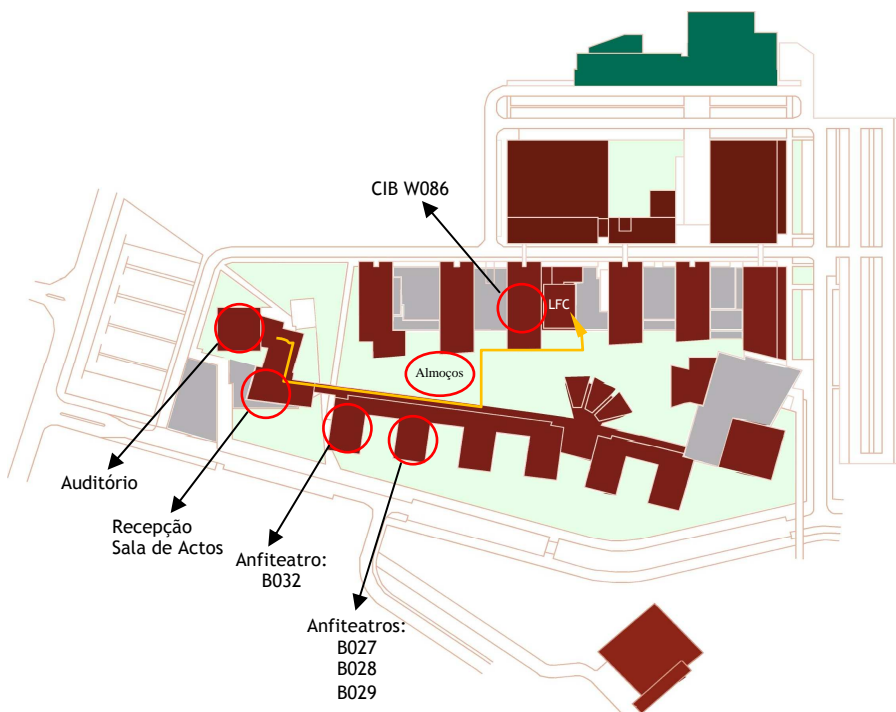 CIB W086
LFC
Almoços
Auditório
Recepção
Sala de Actos
Anfiteatro:
B032
Anfiteatros:
B027
B028
B029